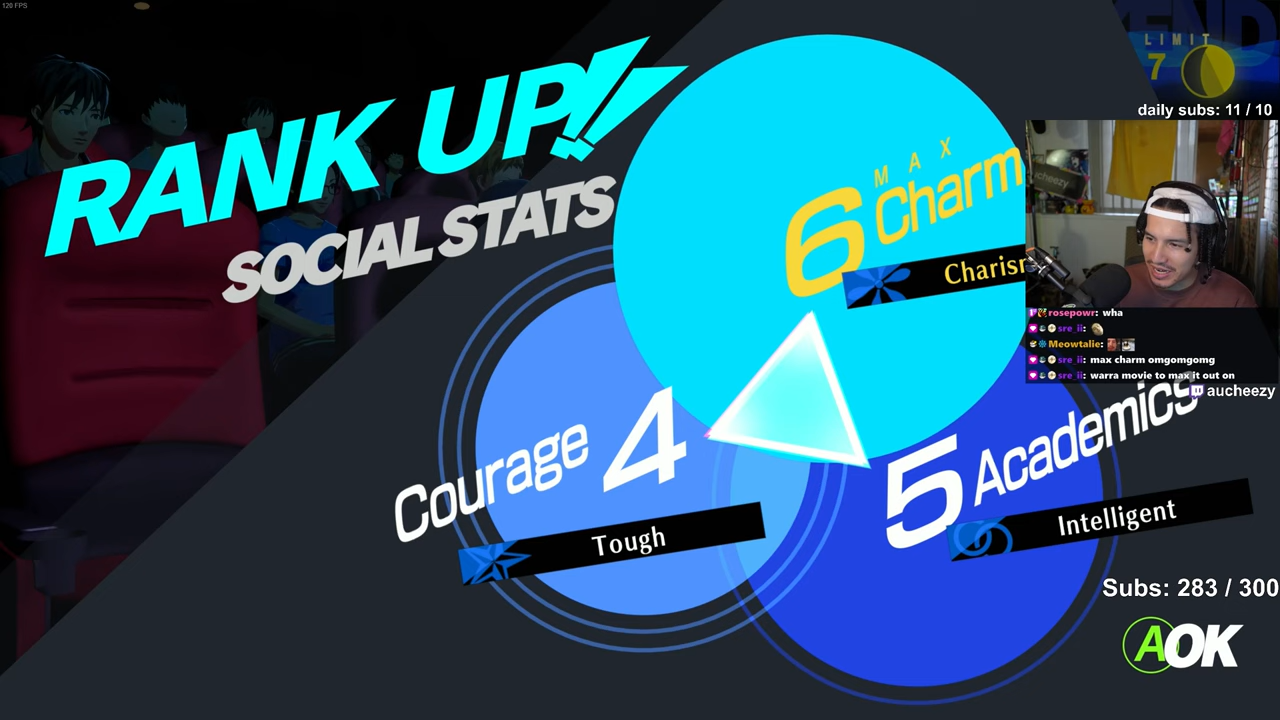 120 FPS
LIMIT
7
daily subs: 11 / 10
RANK UP!!
SOCIAL STATS
MAX
6 Charm
Charism
rosepowr: wha
sre_ii:
Meowtalie:
sre_ii: max charm omgomgomg
sre_ii: warra movie to max it out on
aucheezy
Courage 4
Tough
5 Academics
Intelligent
Subs: 283 / 300
A OK